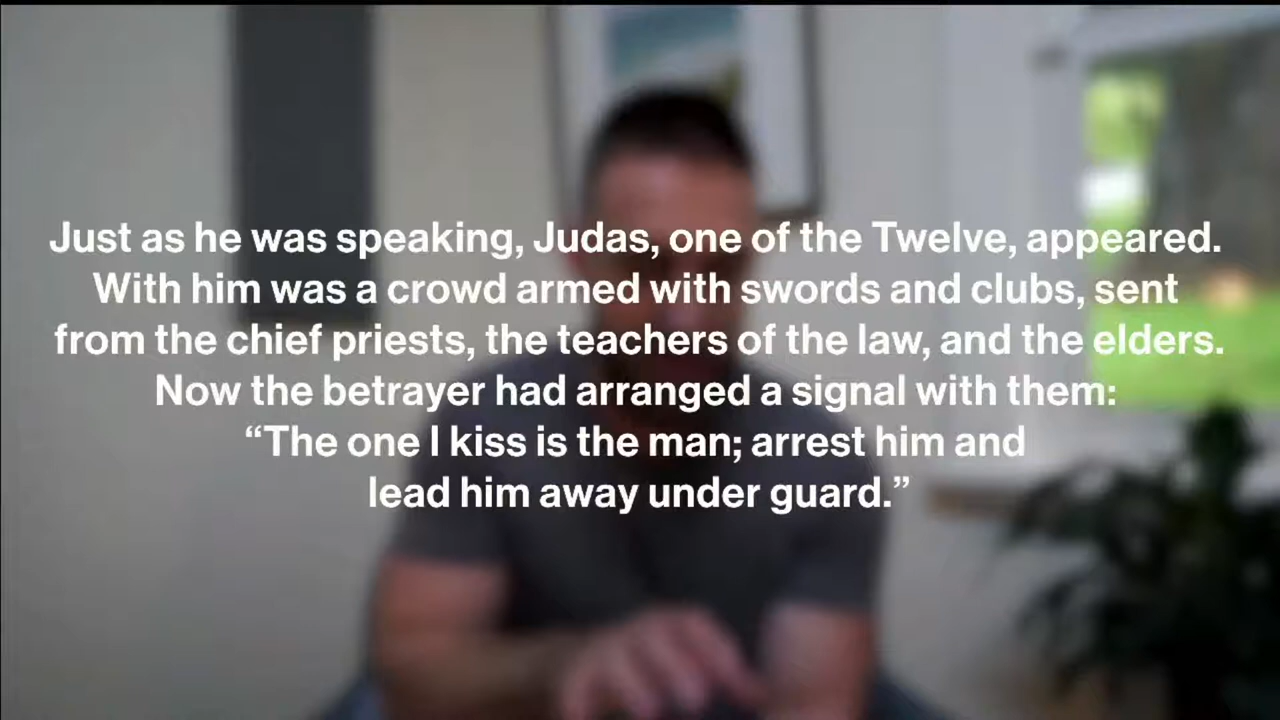 Just as he was speaking, Judas, one of the Twelve, appeared.
With him was a crowd armed with swords and clubs, sent
from the chief priests, the teachers of the law, and the elders.
Now the betrayer had arranged a signal with them:
“The one I kiss is the man; arrest him and
lead him away under guard.”